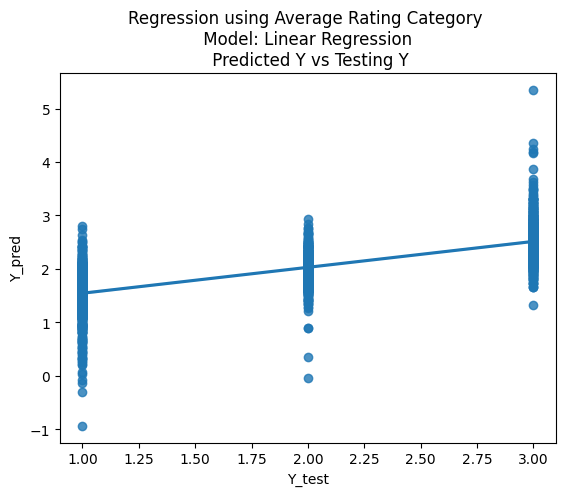 Regression using Average Rating Category
Model: Linear Regression
Predicted Y vs Testing Y
Y_pred
5
4
3
2
1
0
−1
1.00 1.25 1.50 1.75 2.00 2.25 2.50 2.75 3.00
Y_test